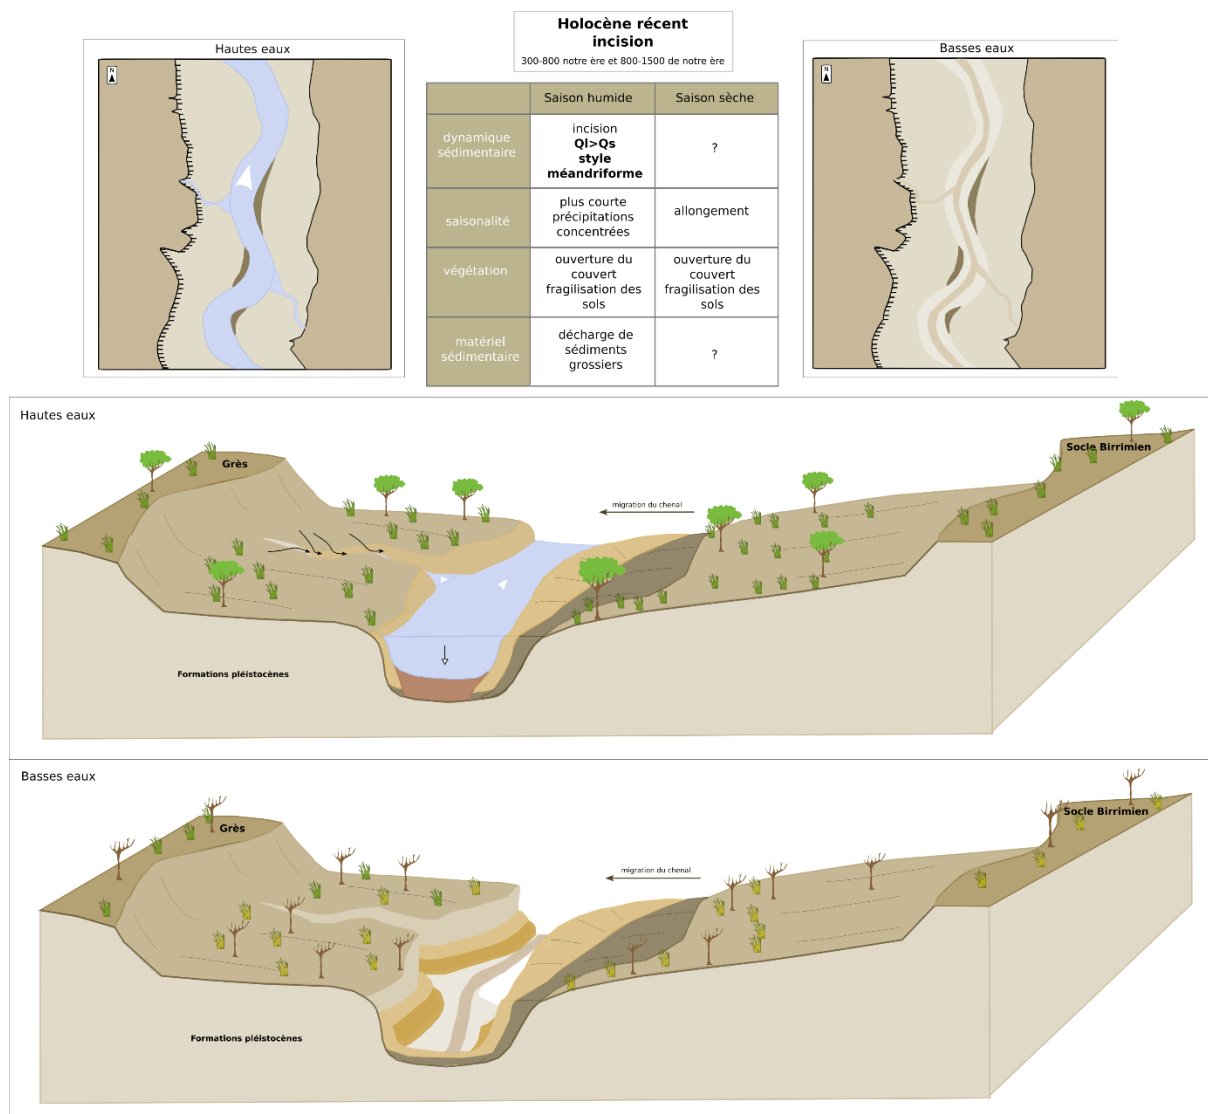 Holocène récent
incision
300-800 notre ère et 800-1500 de notre ère
Hautes eaux
N
Basses eaux
N
Saison humide
Saison sèche
dynamique
sédimentaire
incision
Ql>Qs
style
méandriforme
?
saisonalité
plus courte
précipitations
concentrées
allongement
végétation
ouverture du
couvert
fragilisation des
sols
ouverture du
couvert
fragilisation des
sols
matériel
sédimentaire
décharge de
sédiments
grossiers
?
Hautes eaux
Grès
Socle Birrimien
migration du chenal
Formations pléistocènes
Basses eaux
Grès
Socle Birrimien
migration du chenal
Formations pléistocènes